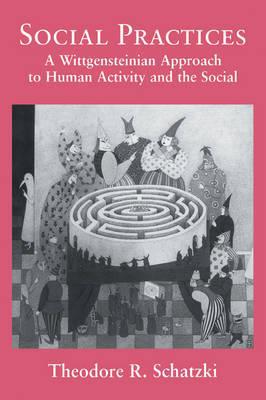 SOCIAL PRACTICES
A Wittgensteinian Approach
to Human Activity and the Social
Theodore R. Schatzki